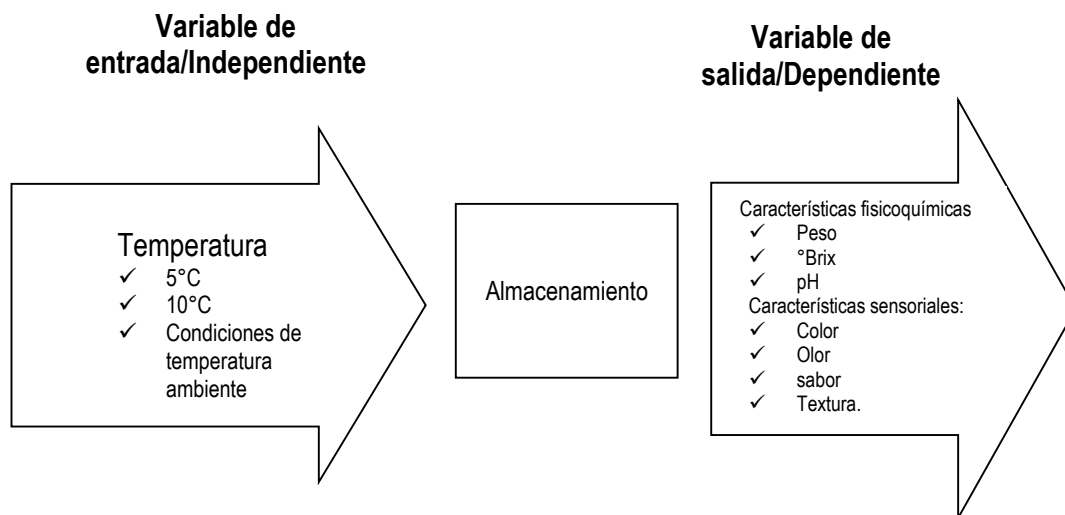 Variable de
entrada/Independiente
Variable de
salida/Dependiente
Temperatura
✓ 5°C
✓ 10°C
✓ Condiciones de
temperatura
ambiente
Almacenamiento
Características fisicoquímicas
✓ Peso
✓ °Brix
✓ pH
Características sensoriales:
✓ Color
✓ Olor
✓ sabor
✓ Textura.